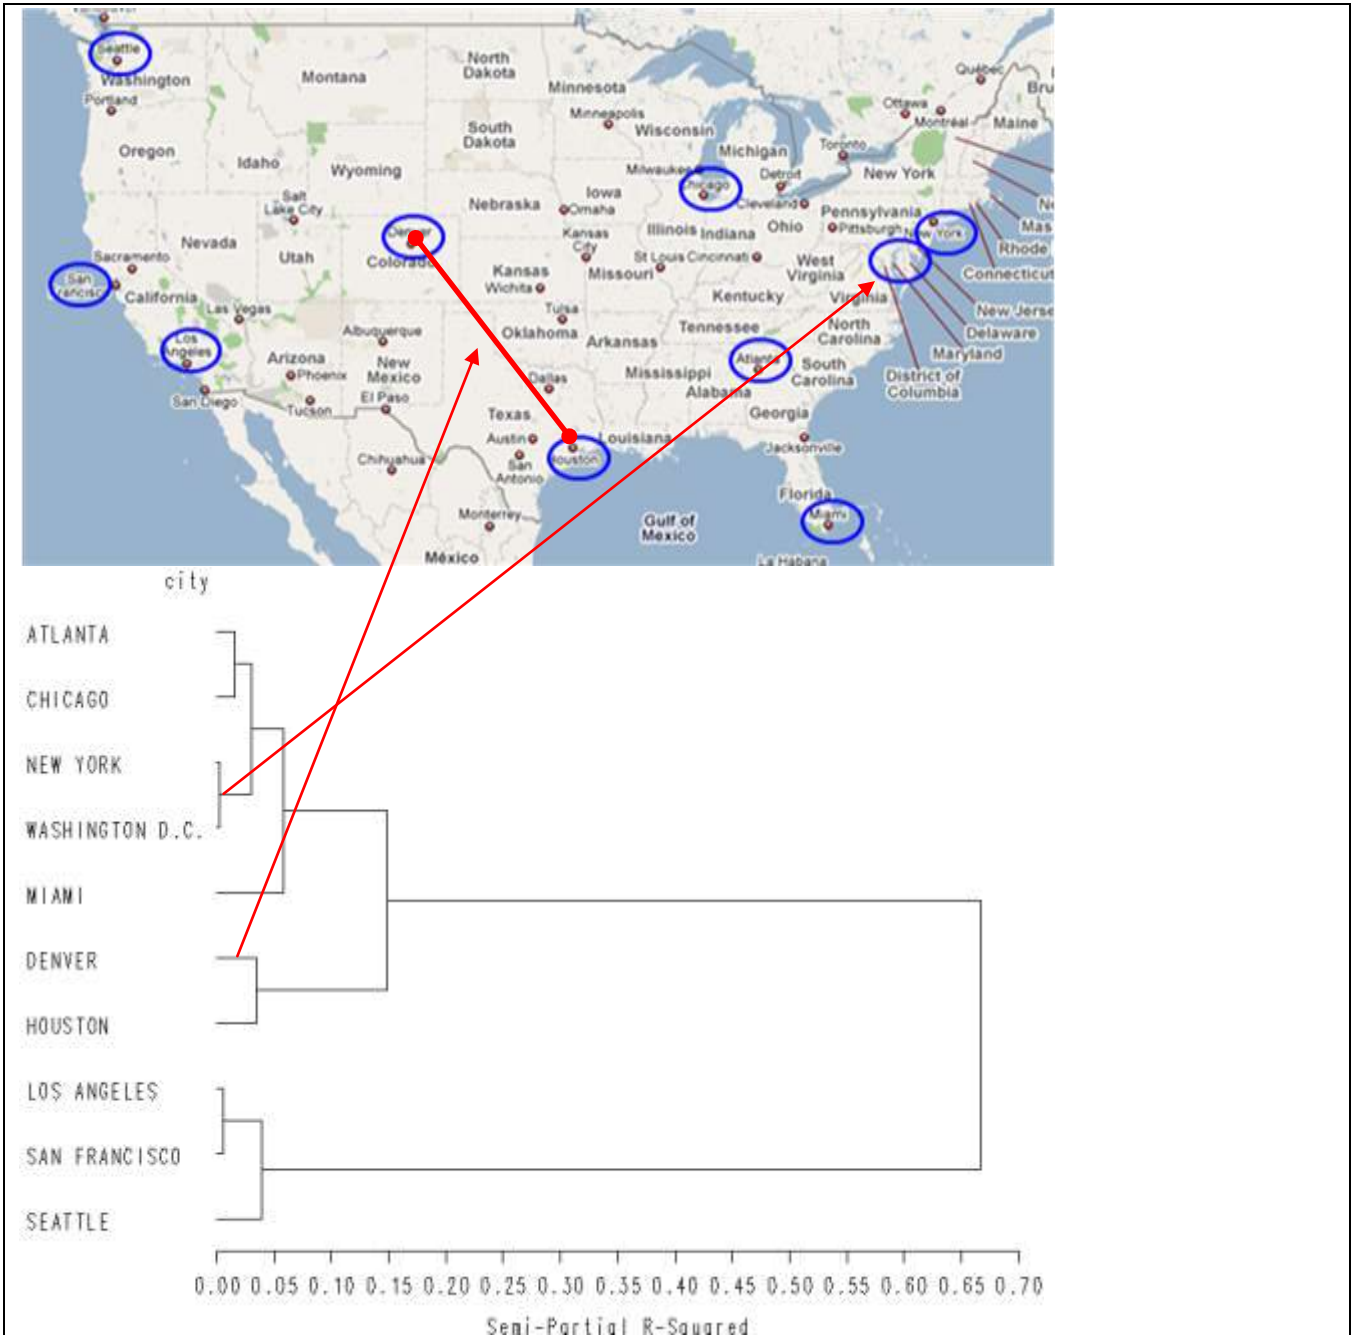 Seattle
Washington
Portland
Montana
North
Dakota
Minnesota
Minneapolis
Québec
Ottawa
Montréal
Maine
Bru
Oregon
Idaho
Wyoming
South
Dakota
Wisconsin
Michigan
Toronto
New York
Milwaukee
Chicago
Detroit
Cleveland
Salt
Lake City
Nebraska
Iowa
Omaha
Illinois
Indiana
Ohio
Pennsylvania
Pittsburgh
New York
Mas
Rhode
Connecticut
Nevada
Utah
Denver
Colorado
Kansas
City
Kansas
Wichita
Missouri
St Louis
Cincinnati
West
Virginia
Virginia
Kentucky
New Jerse
Delaware
Maryland
District of
Columbia
Sacramento
San
Francisco
California
Las Vegas
Los
Angeles
San Diego
Arizona
Phoenix
Tucson
Albuquerque
New
Mexico
El Paso
Tulsa
Oklahoma
Arkansas
Tennessee
North
Carolina
South
Carolina
Atlanta
Mississippi
Alabama
Georgia
Dallas
Texas
Austin
San
Antonio
Houston
Louisiana
Jacksonville
Florida
Miami
Chihuahua
Monterrey
México
Gulf of
Mexico
La Habana
city
ATLANTA
CHICAGO
NEW YORK
WASHINGTON D.C.
MIAMI
DENVER
HOUSTON
LOS ANGELES
SAN FRANCISCO
SEATTLE
0.00 0.05 0.10 0.15 0.20 0.25 0.30 0.35 0.40 0.45 0.50 0.55 0.60 0.65 0.70
Semi-Partial R-Squared